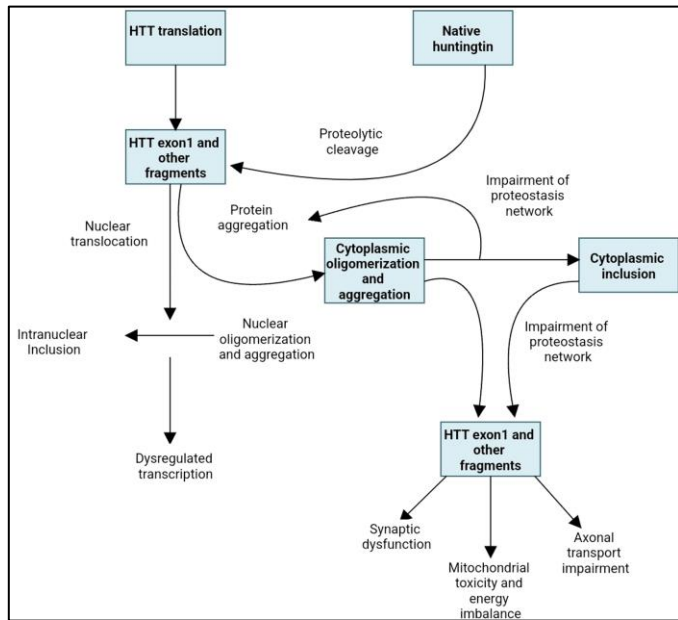 HTT translation
Native
huntingtin
Proteolytic
cleavage
HTT exon1 and
other
fragments
Impairment of
proteostasis
network
Protein
aggregation
Nuclear
translocation
Cytoplasmic
oligomerization
and
aggregation
Cytoplasmic
inclusion
Intranuclear
Inclusion
Nuclear
oligomerization
and aggregation
Impairment of
proteostasis
network
HTT exon1 and
other
fragments
Dysregulated
transcription
Synaptic
dysfunction
Mitochondrial
toxicity and
energy
imbalance
Axonal
transport
impairment